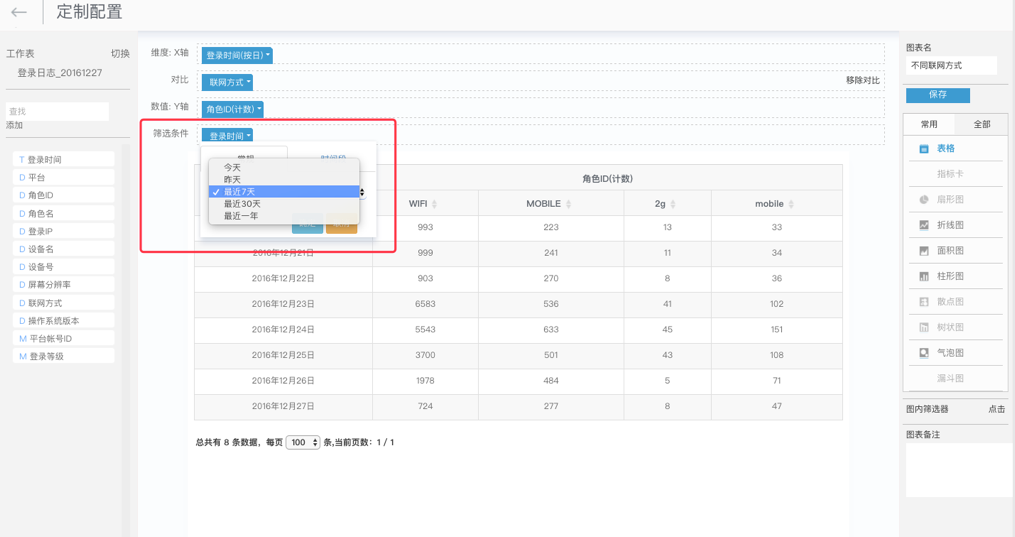 定制配置
工作表 切换
登录日志_20161227
查找
添加
T 登录时间
D 平台
D 角色ID
D 角色名
D 登录IP
D 设备名
D 设备号
D 屏幕分辨率
D 联网方式
D 操作系统版本
M 平台帐号ID
M 登录等级
维度: X轴 登录时间(按日)
对比 联网方式 移除对比
数值: Y轴 角色ID(计数)
筛选条件 登录时间
今天
昨天
✓ 最近7天
最近30天
最近一年
角色ID(计数)
WIFI MOBILE 2g mobile
993 223 13 33
2016年12月21日 999 241 11 34
2016年12月22日 903 270 8 36
2016年12月23日 6583 536 41 102
2016年12月24日 5543 633 45 151
2016年12月25日 3700 501 43 108
2016年12月26日 1978 484 5 71
2016年12月27日 724 277 8 47
总共有 8 条数据, 每页 100 条,当前页数: 1 / 1
图表名
不同联网方式
保存
常用 全部
表格
指标卡
扇形图
折线图
面积图
柱形图
散点图
树状图
气泡图
漏斗图
图内筛选器 点击
图表备注